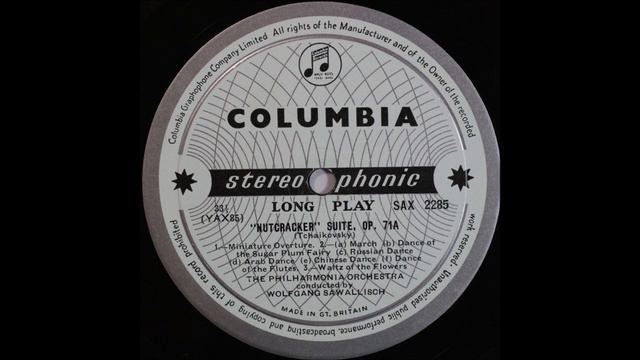 Columbia Graphophone Company Limited All rights of the Manufacturer and of the Owner of the recorded
work reserved. Unauthorised public performance, broadcasting and copying of this record prohibited
COLUMBIA
stereo phonic
33⅓ LONG PLAY SAX 2285
(YAX85)
"NUTCRACKER" SUITE, OP. 71A
(Tchaikovsky)
1.—Miniature Overture. 2.—(a) March (b) Dance of
the Sugar Plum Fairy (c) Russian Dance
(d) Arab Dance (e) Chinese Dance (f) Dance
of the Flutes. 3.—Waltz of the Flowers
THE PHILHARMONIA ORCHESTRA
conducted by
WOLFGANG SAWALLISCH
MADE IN GT. BRITAIN